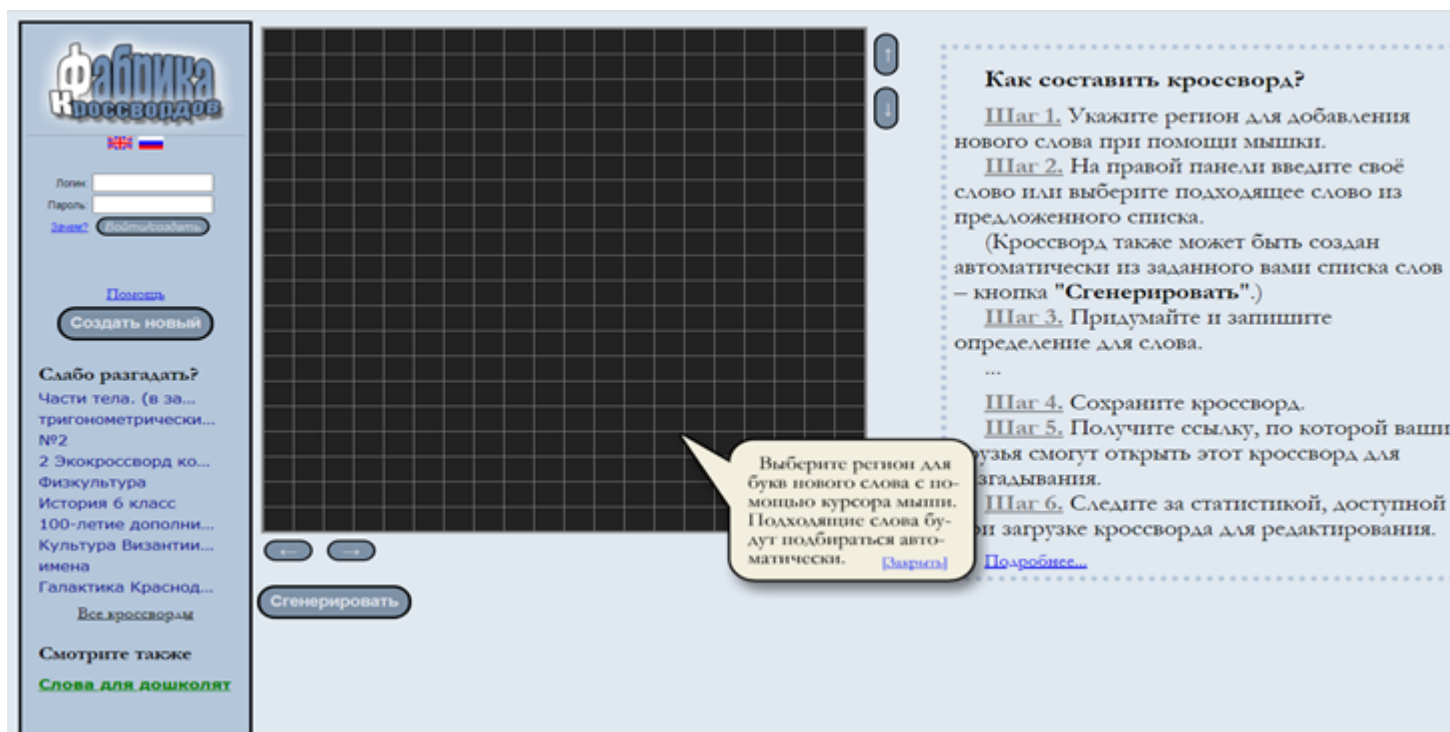 Фабрика
Кроссвордов
Логин:
Пароль:
Зачем? Войти/создать
Помощь
Создать новый
Слабо разгадать?
Части тела. (в за...
тригонометрически...
№2
2 Экокроссворд ко...
Физкультура
История 6 класс
100-летие дополни...
Культура Византии...
имена
Галактика Краснод...
Все кроссворды
Смотрите также
Слова для дошколят
↑
↓
← →
Сгенерировать
Выберите регион для
букв нового слова с по-
мощью курсора мыши.
Подходящие слова бу-
дут подбираться авто-
матически. [Закрыть]
Как составить кроссворд?
Шаг 1. Укажите регион для добавления
нового слова при помощи мышки.
Шаг 2. На правой панели введите своё
слово или выберите подходящее слово из
предложенного списка.
(Кроссворд также может быть создан
автоматически из заданного вами списка слов
– кнопка "Сгенерировать".)
Шаг 3. Придумайте и запишите
определение для слова.
...
Шаг 4. Сохраните кроссворд.
Шаг 5. Получите ссылку, по которой ваши
рузья смогут открыть этот кроссворд для
згадывания.
Шаг 6. Следите за статистикой, доступной
ри загрузке кроссворда для редактирования.
Подробнее...